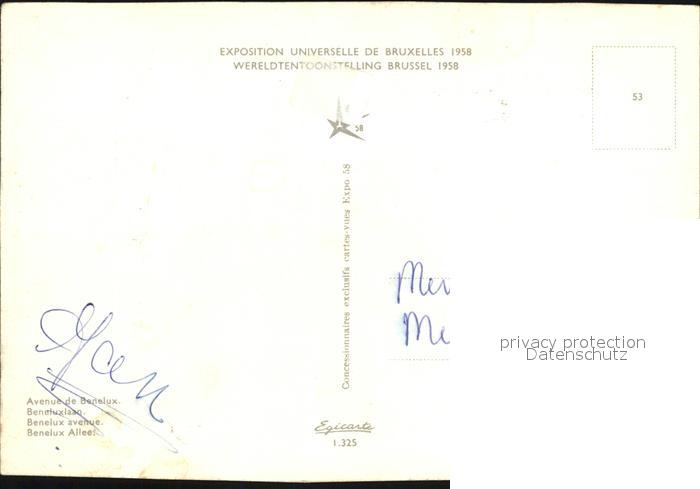 EXPOSITION UNIVERSELLE DE BRUXELLES 1958
WERELDTENTOONSTELLING BRUSSEL 1958
53
58
Concessionnaires exclusifs cartes-vues Expo 58
privacy protection
Datenschutz
Avenue de Benelux.
Beneluxlaan.
Benelux avenue.
Benelux Allee.
Egicarte
1.325